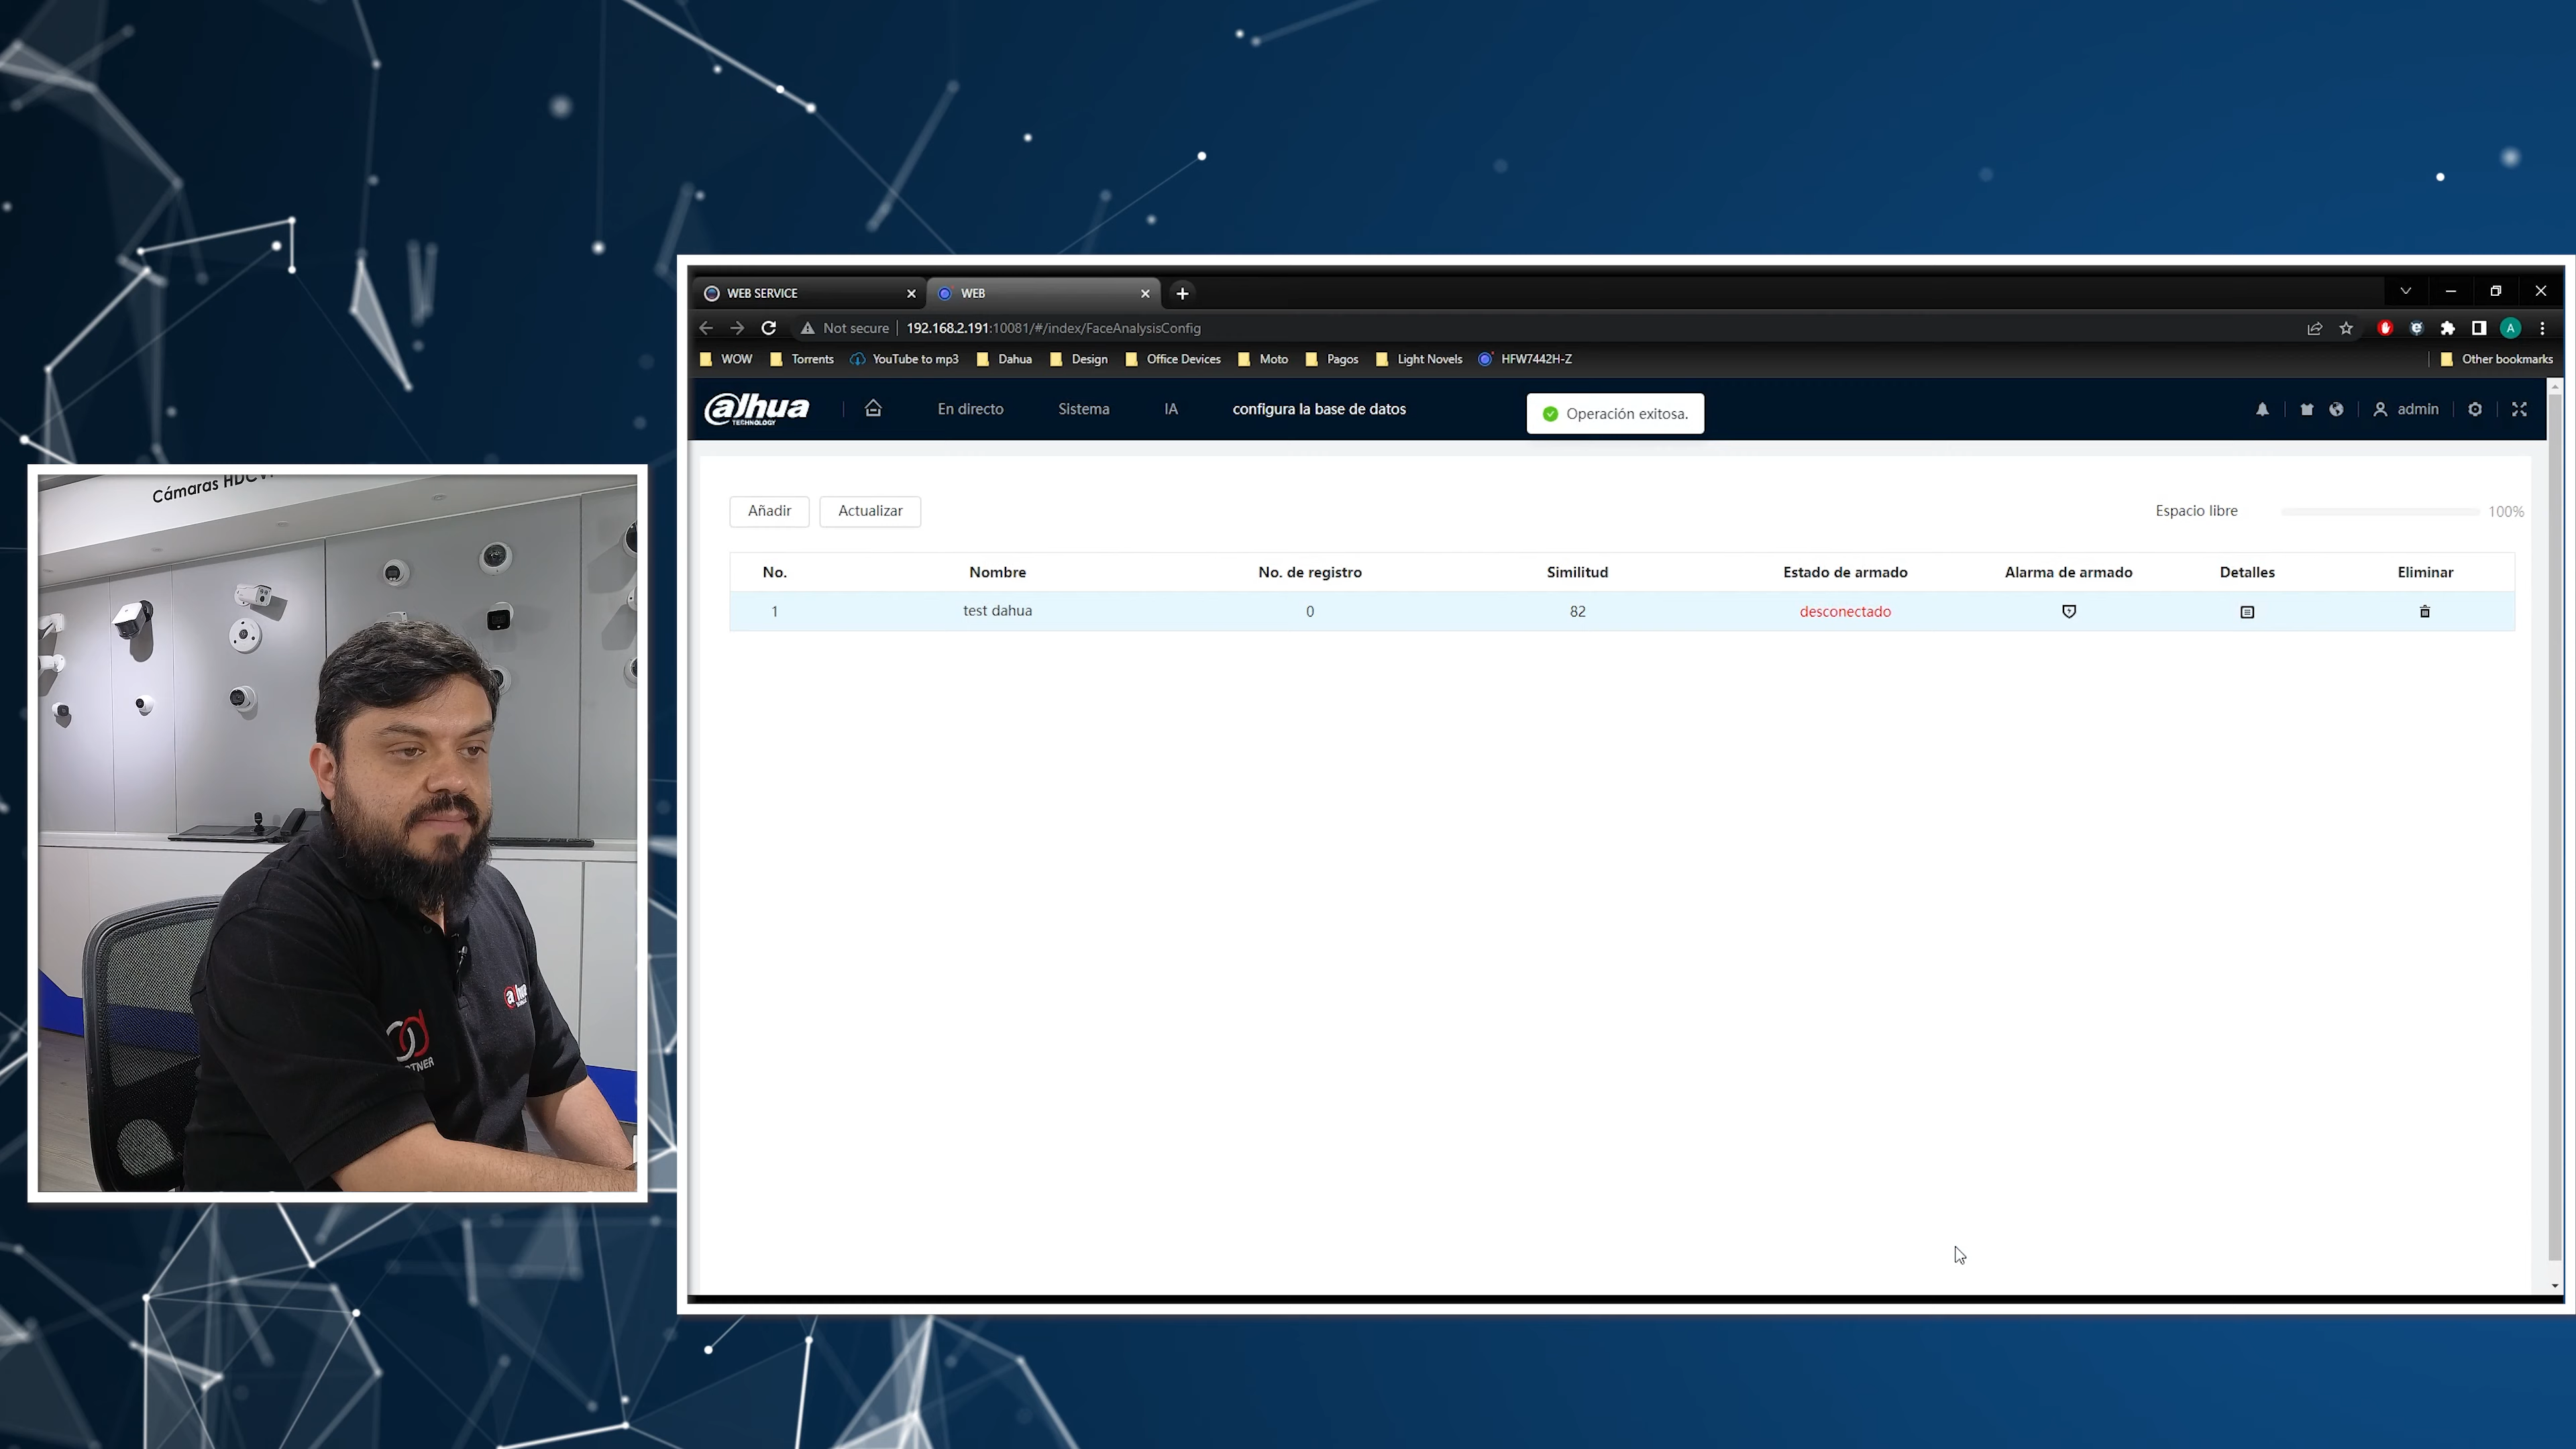 WEB SERVICE
WEB
Not secure
192.168.2.191:10081/#/index/FaceAnalysisConfig
WOW
Torrents
YouTube to mp3
Dahua
Design
Office Devices
Moto
Pagos
Light Novels
HFW7442H-Z
Other bookmarks
alhua
TECHNOLOGY
En directo
Sistema
IA
configura la base de datos
Operación exitosa.
admin
A
Añadir
Actualizar
Espacio libre
100%
No. Nombre No. de registro Similitud Estado de armado Alarma de armado Detalles Eliminar
1 test dahua 0 82 desconectado
Cámaras
alhua